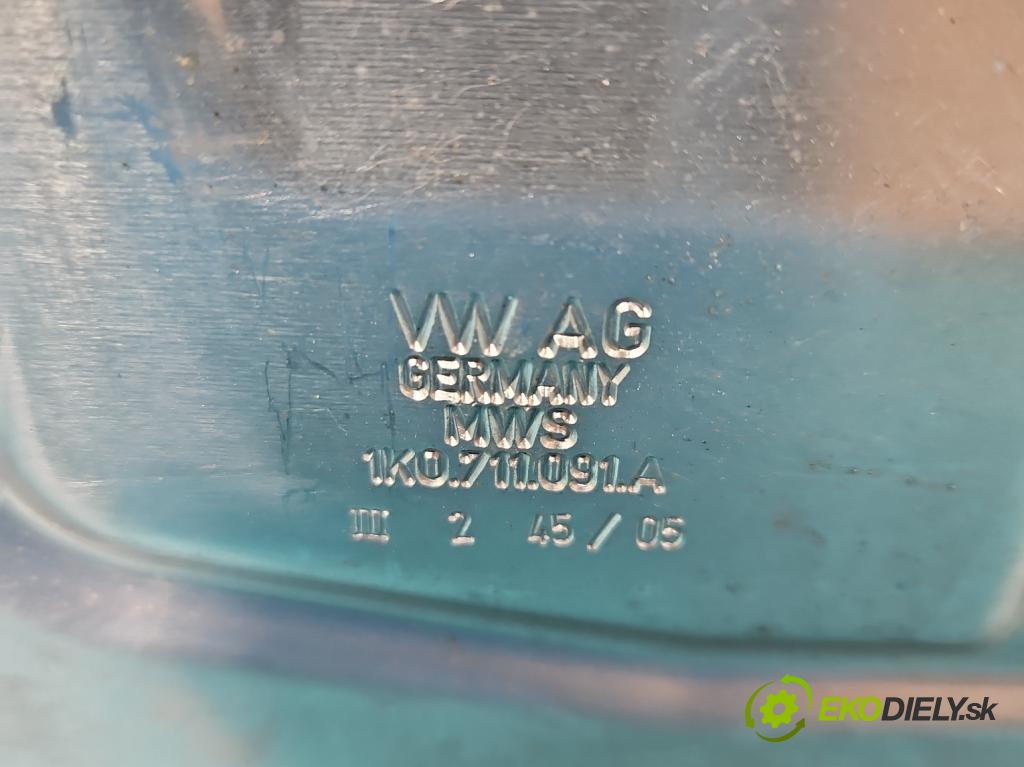 VW AG
GERMANY
MWS
1K0.711.091.A
III 2 45 / 05
EKODIELY.sk